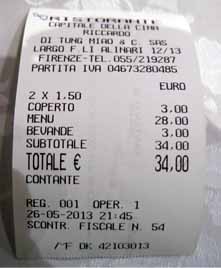 RISTORANTE
CAPITALE DELLA CINA
RICCARDO
DI TUNG MIAO & C. SAS
LARGO F.LI ALINARI 12/13
FIRENZE-TEL.055/219287
PARTITA IVA 04673280485
EURO
2 X 1.50
COPERTO 3,00
MENU 28,00
BEVANDE 3,00
SUBTOTALE 34,00
TOTALE € 34,00
CONTANTE
REG. 001 OPER. 1
26-05-2013 21:45
SCONTR. FISCALE N. 54
/"F DK 42103013